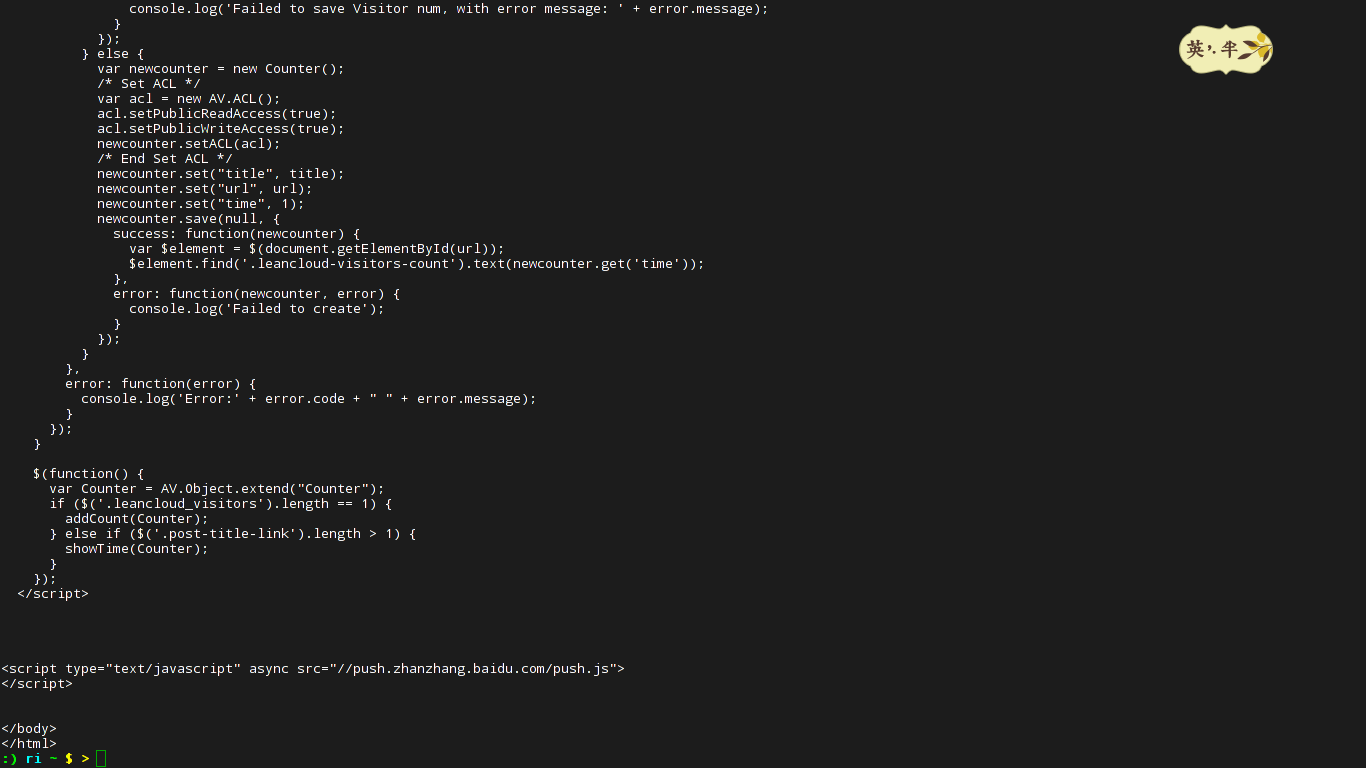 console.log('Failed to save Visitor num, with error message: ' + error.message);
}
});
} else {
var newcounter = new Counter();
/* Set ACL */
var acl = new AV.ACL();
acl.setPublicReadAccess(true);
acl.setPublicWriteAccess(true);
newcounter.setACL(acl);
/* End Set ACL */
newcounter.set("title", title);
newcounter.set("url", url);
newcounter.set("time", 1);
newcounter.save(null, {
success: function(newcounter) {
var $element = $(document.getElementById(url));
$element.find('.leancloud-visitors-count').text(newcounter.get('time'));
},
error: function(newcounter, error) {
console.log('Failed to create');
}
});
}
},
error: function(error) {
console.log('Error:' + error.code + " " + error.message);
}
});
}
$(function() {
var Counter = AV.Object.extend("Counter");
if ($('.leancloud_visitors').length == 1) {
addCount(Counter);
} else if ($('.post-title-link').length > 1) {
showTime(Counter);
}
});
</script>
<script type="text/javascript" async src="//push.zhanzhang.baidu.com/push.js">
</script>
</body>
</html>
:) ri ~ $ >
英，半